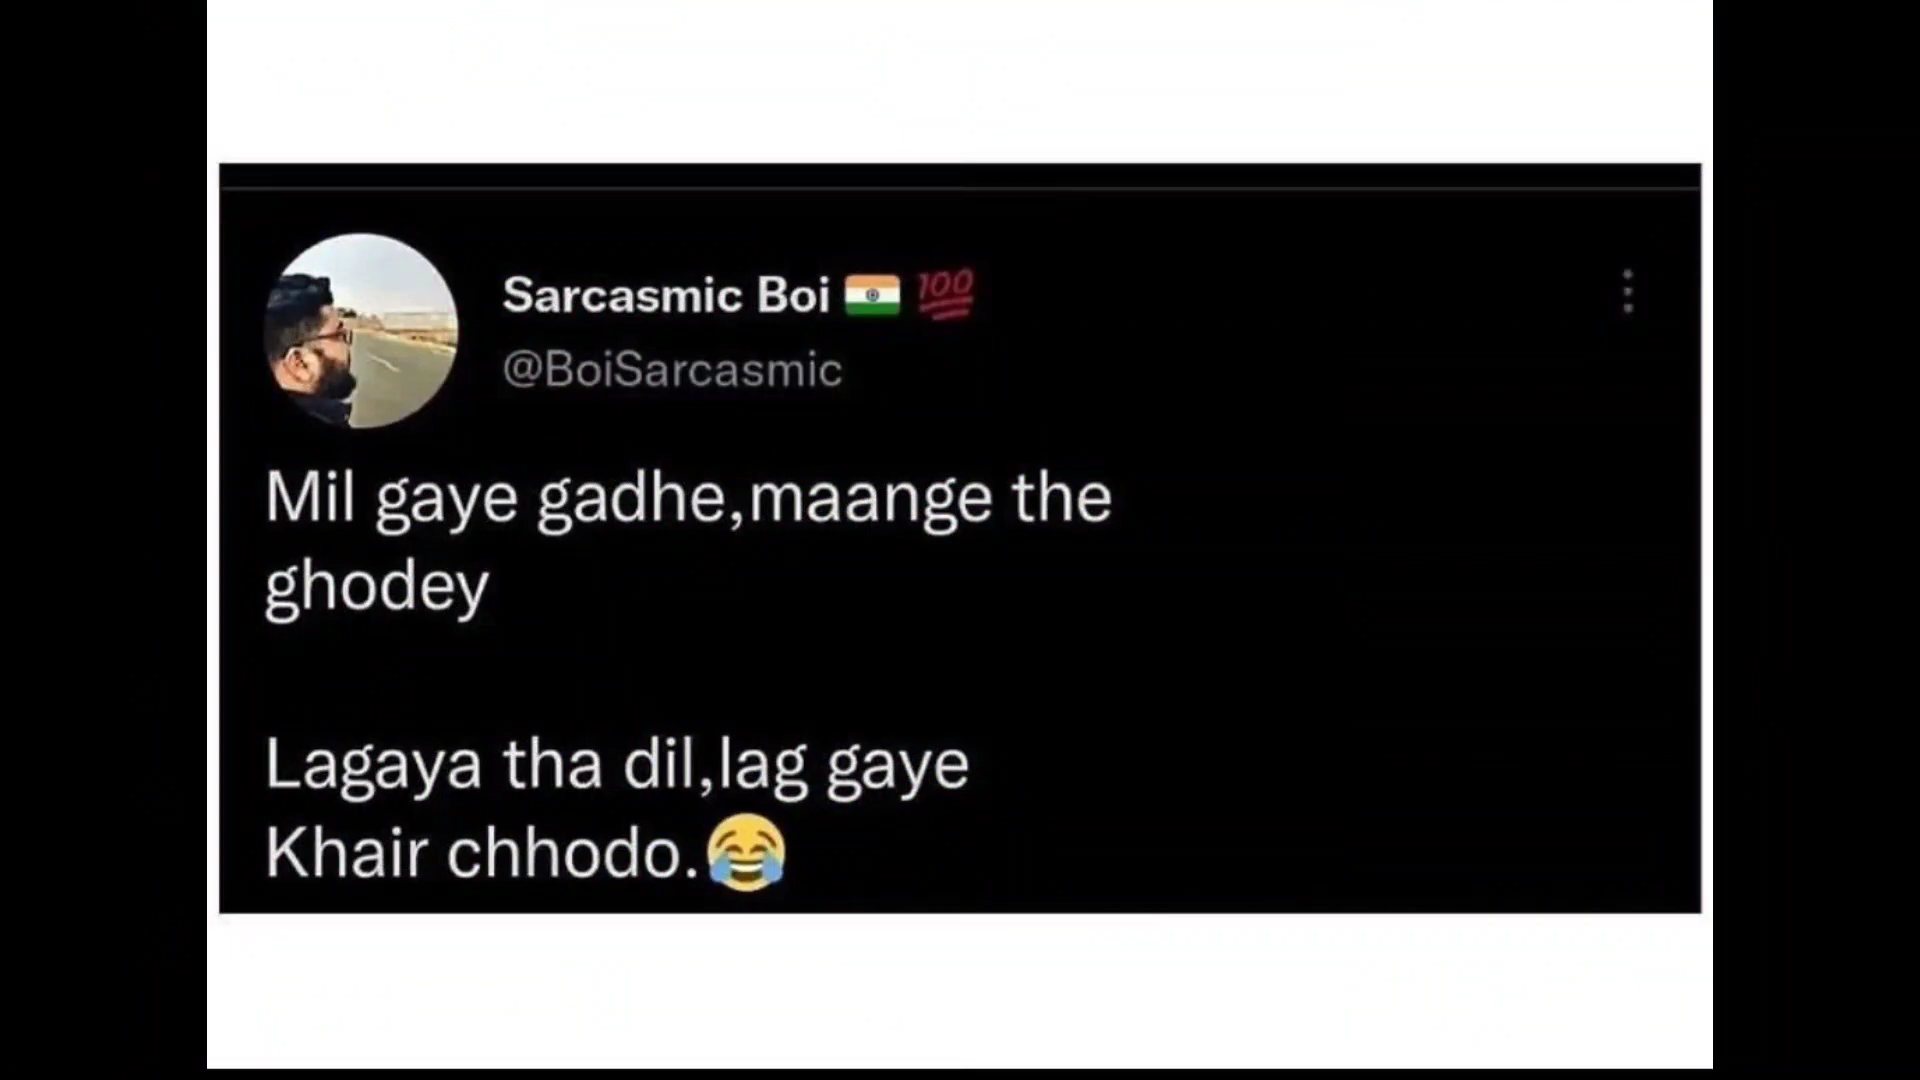 Sarcasmic Boi 🇮🇳 💯
@BoiSarcasmic
Mil gaye gadhe,maange the
ghodey
Lagaya tha dil,lag gaye
Khair chhodo.😂